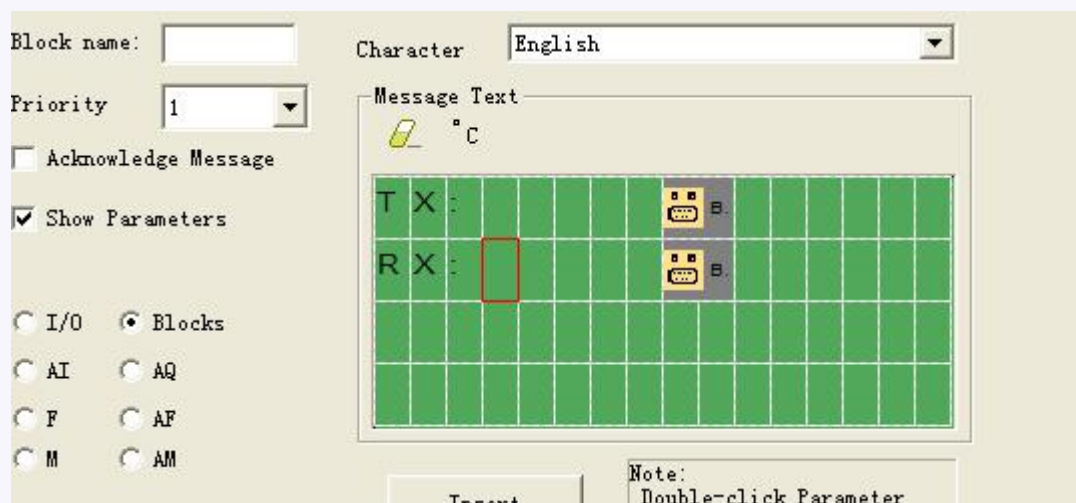 Block name:
Character English
Priority 1
Message Text
°C
Acknowledge Message
T X :
B.
Show Parameters
R X :
B.
I/O Blocks
AI AQ
F AF
M AM
Insert
Note:
Double-click Parameter